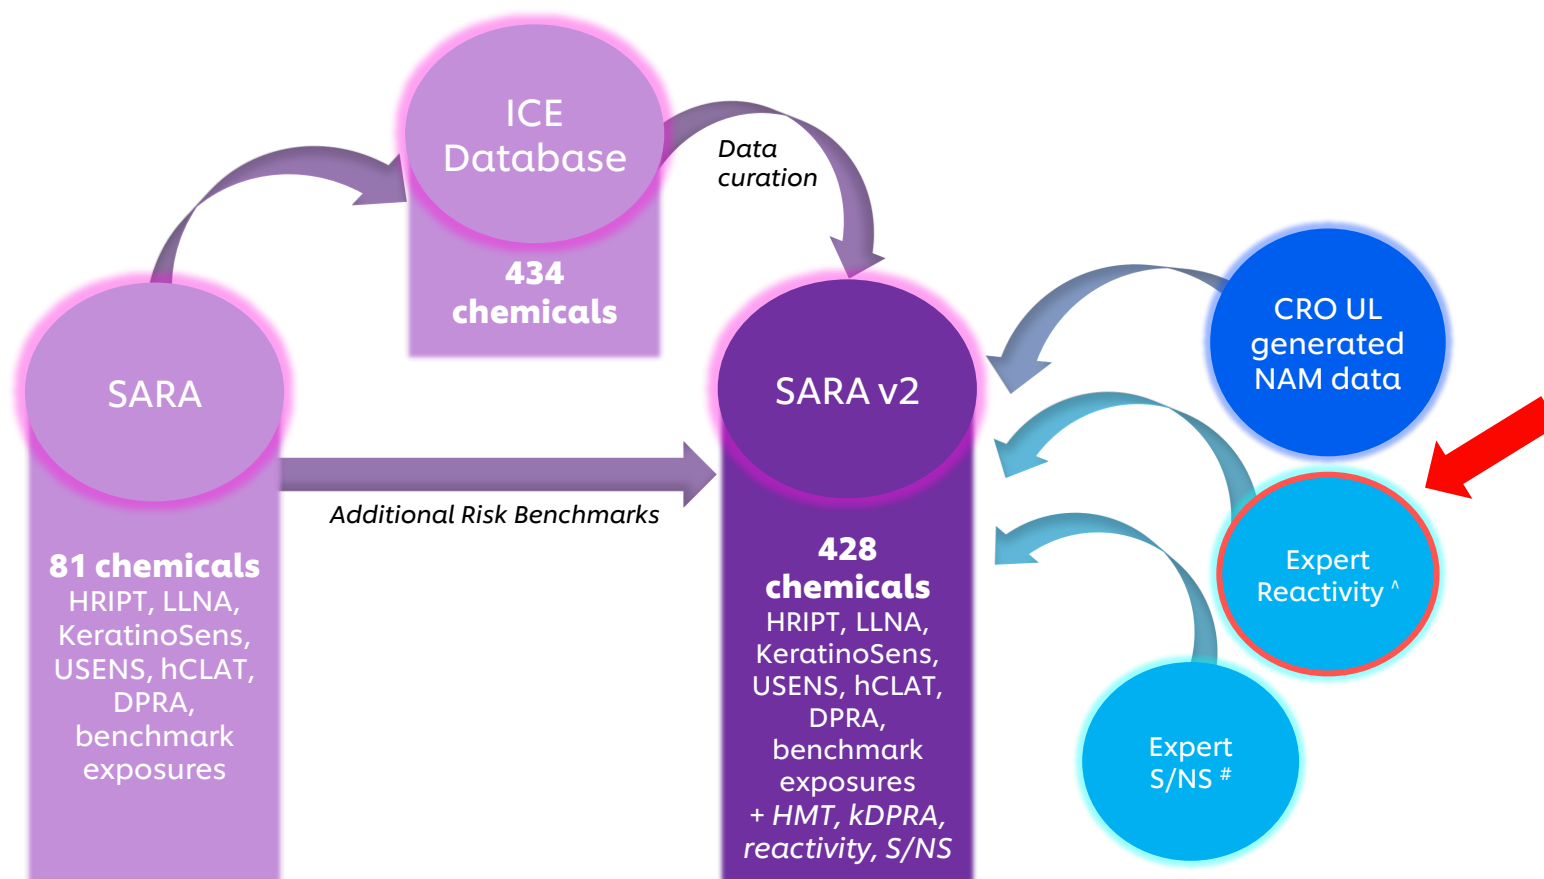 ICE
Database
434
chemicals
Data
curation
SARA
81 chemicals
HRIPT, LLNA,
KeratinoSens,
USENS, hCLAT,
DPRA,
benchmark
exposures
Additional Risk Benchmarks
SARA v2
428
chemicals
HRIPT, LLNA,
KeratinoSens,
USENS, hCLAT,
DPRA,
benchmark
exposures
+ HMT, kDPRA,
reactivity, S/NS
CRO UL
generated
NAM data
Expert
Reactivity ^
Expert
S/NS #